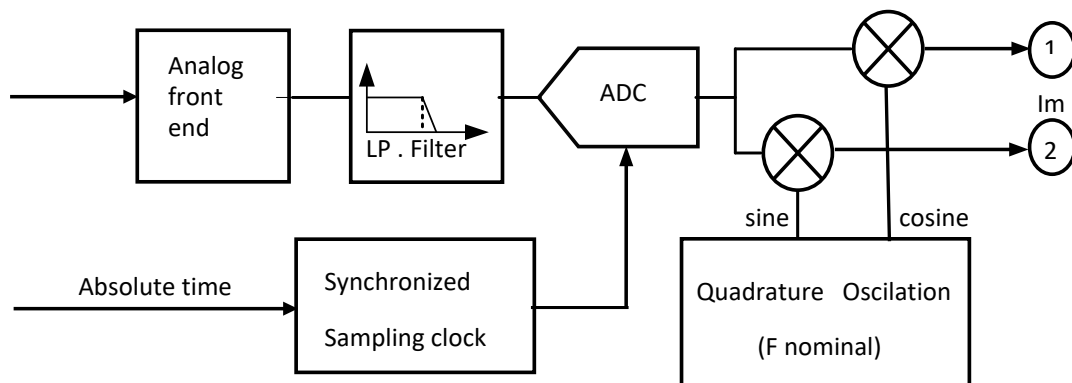 Analog
front
end
LP . Filter
ADC
1
Im
2
sine
cosine
Absolute time
Synchronized
Sampling clock
Quadrature Oscilation
(F nominal)